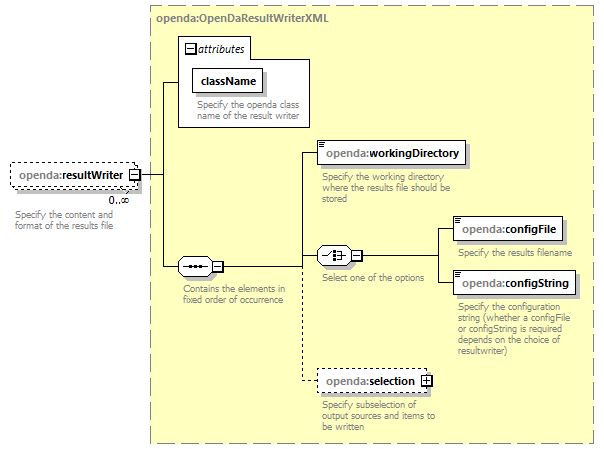 openda:OpenDaResultWriterXML
attributes
className
Specify the openda class
name of the result writer
openda:resultWriter
0..∞
Specify the content and
format of the results file
openda:workingDirectory
Specify the working directory
where the results file should be
stored
Contains the elements in
fixed order of occurrence
Select one of the options
openda:configFile
Specify the results filename
openda:configString
Specify the configuration
string (whether a configFile
or configString is required
depends on the choice of
resultwriter)
openda:selection
Specify subselection of
output sources and items to
be written